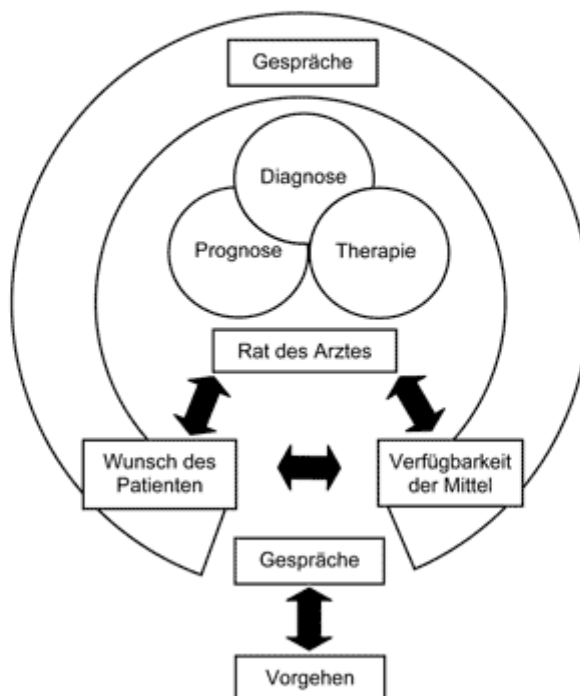 Gespräche
Diagnose
Prognose
Therapie
Rat des Arztes
Wunsch des
Patienten
Verfügbarkeit
der Mittel
Gespräche
Vorgehen